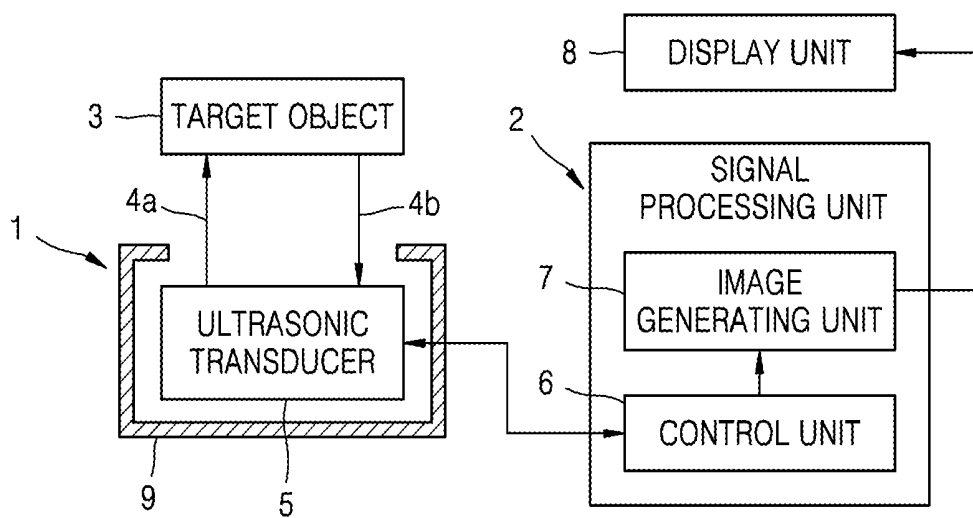 8
DISPLAY UNIT
3
TARGET OBJECT
2
SIGNAL
PROCESSING UNIT
4a
4b
1
7
IMAGE
GENERATING UNIT
ULTRASONIC
TRANSDUCER
6
CONTROL UNIT
9
5